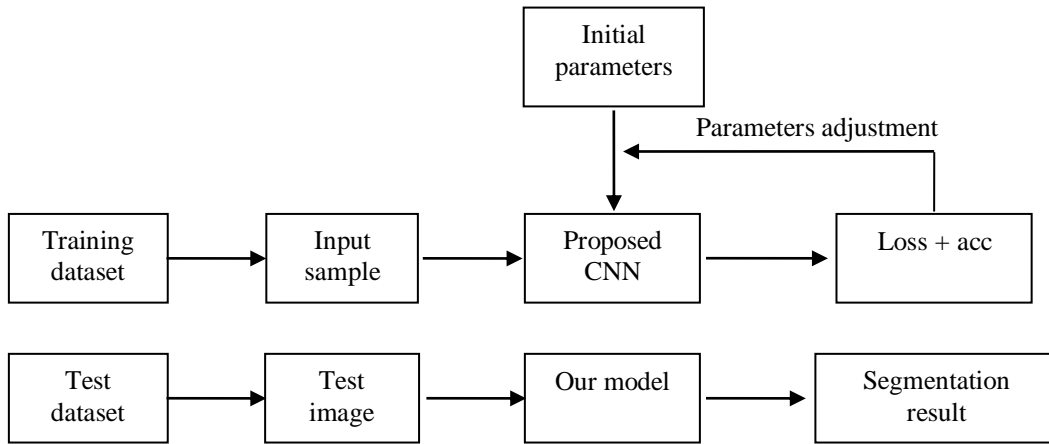 Initial
parameters
Parameters adjustment
Training
dataset
Input
sample
Proposed
CNN
Loss + acc
Test
dataset
Test
image
Our model
Segmentation
result